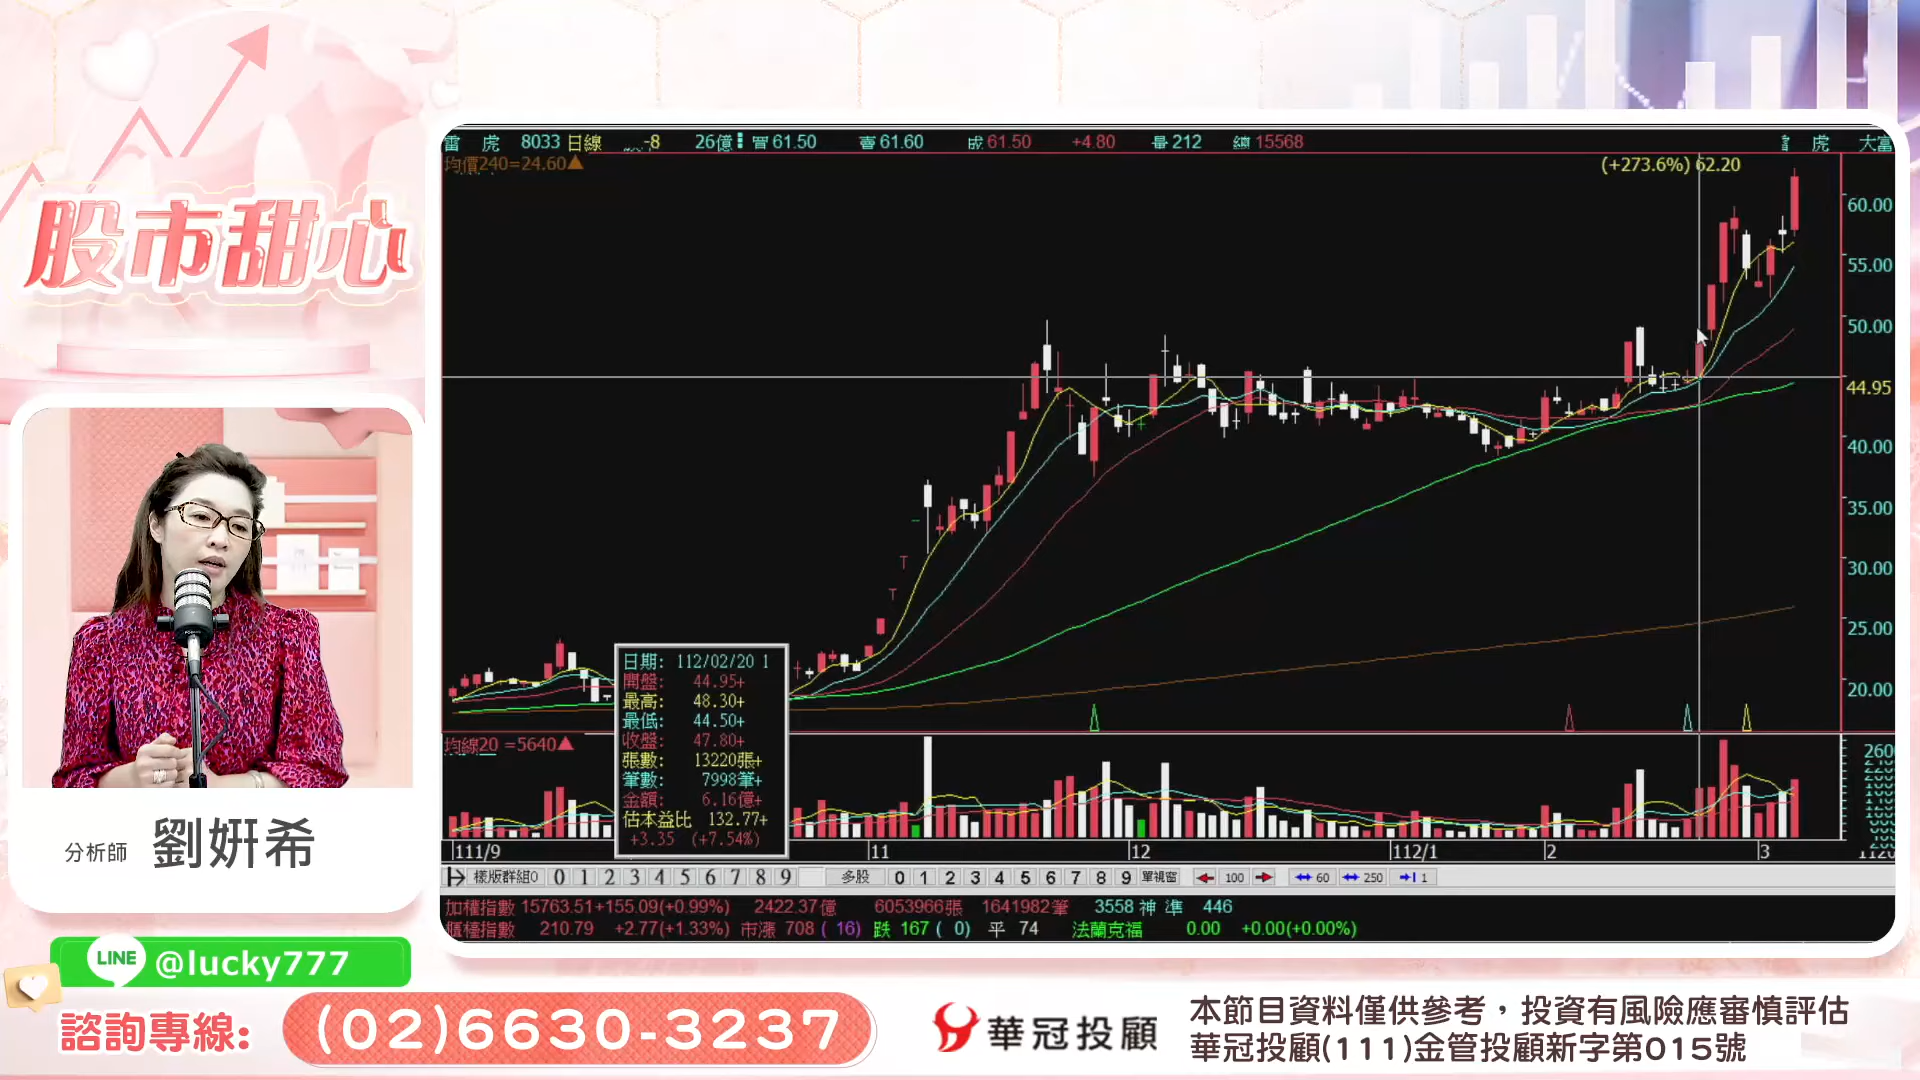 股市甜心
分析師 劉妍希
LINE @lucky777
諮詢專線: (02)6630-3237
華冠投顧
本節目資料僅供參考，投資有風險應審慎評估
華冠投顧(111)金管投顧新字第015號
雷 虎 8033 日線 -8 26億 買 61.50 賣 61.60 成 61.50 +4.80 量 212 總 15568 虎 大富
均價240=24.60▲
(+273.6%) 62.20
60.00
55.00
50.00
44.95
40.00
35.00
30.00
25.00
20.00
日期: 112/02/20 1
開盤: 44.95+
最高: 48.30+
最低: 44.50+
收盤: 47.80+
張數: 13220張+
筆數: 7998筆+
金額: 6.16億+
估本益比 132.77+
+3.35 (+7.54%)
均線20 =5640▲
2600
111/9 11 12 112/1 2 3
樣版群組0 0 1 2 3 4 5 6 7 8 9 多股 0 1 2 3 4 5 6 7 8 9 單視窗 100 60 250 1
加權指數 15763.51+155.09(+0.99%) 2422.37億 6053966張 1641982筆 3558 神 準 446
櫃檯指數 210.79 +2.77(+1.33%) 市漲 708 ( 16) 跌 167 ( 0) 平 74 法蘭克福 0.00 +0.00(+0.00%)